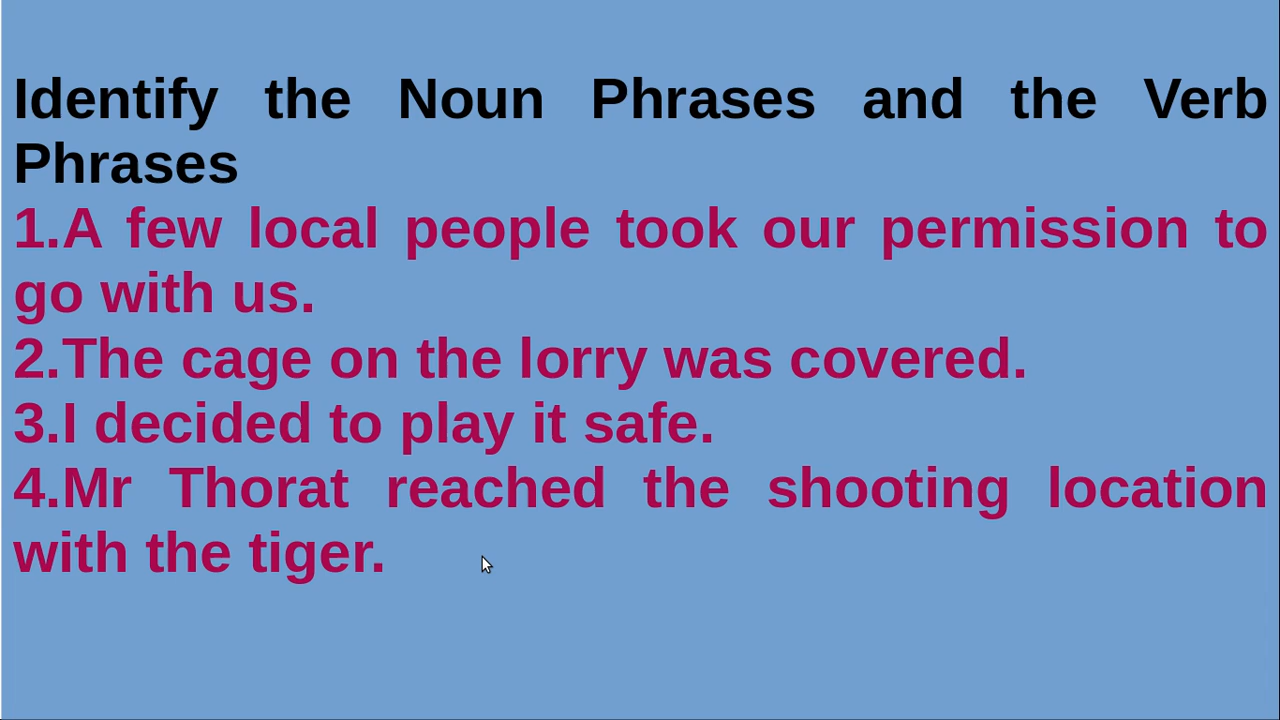 Identify the Noun Phrases and the Verb
Phrases
1.A few local people took our permission to
go with us.
2.The cage on the lorry was covered.
3.I decided to play it safe.
4.Mr Thorat reached the shooting location
with the tiger.